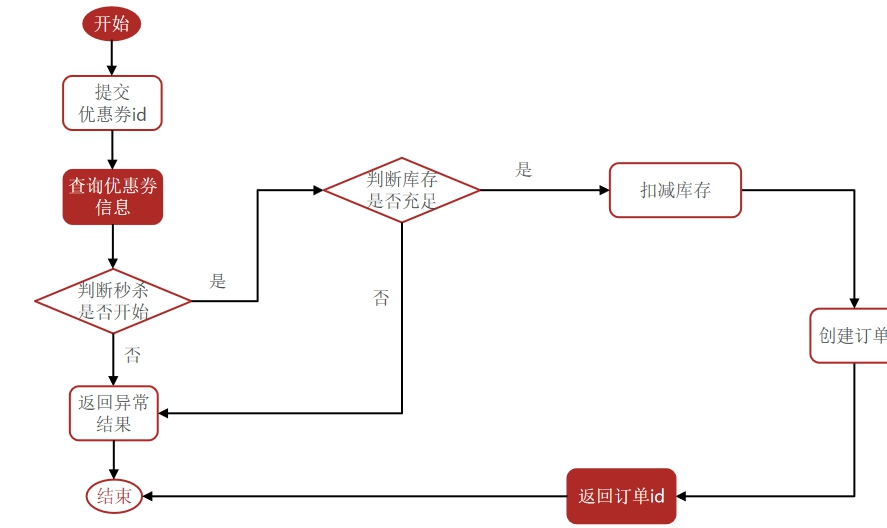 开始
提交
优惠券id
查询优惠券
信息
判断秒杀
是否开始
是
否
返回异常
结果
结束
判断库存
是否充足
是
否
扣减库存
创建订单
返回订单id